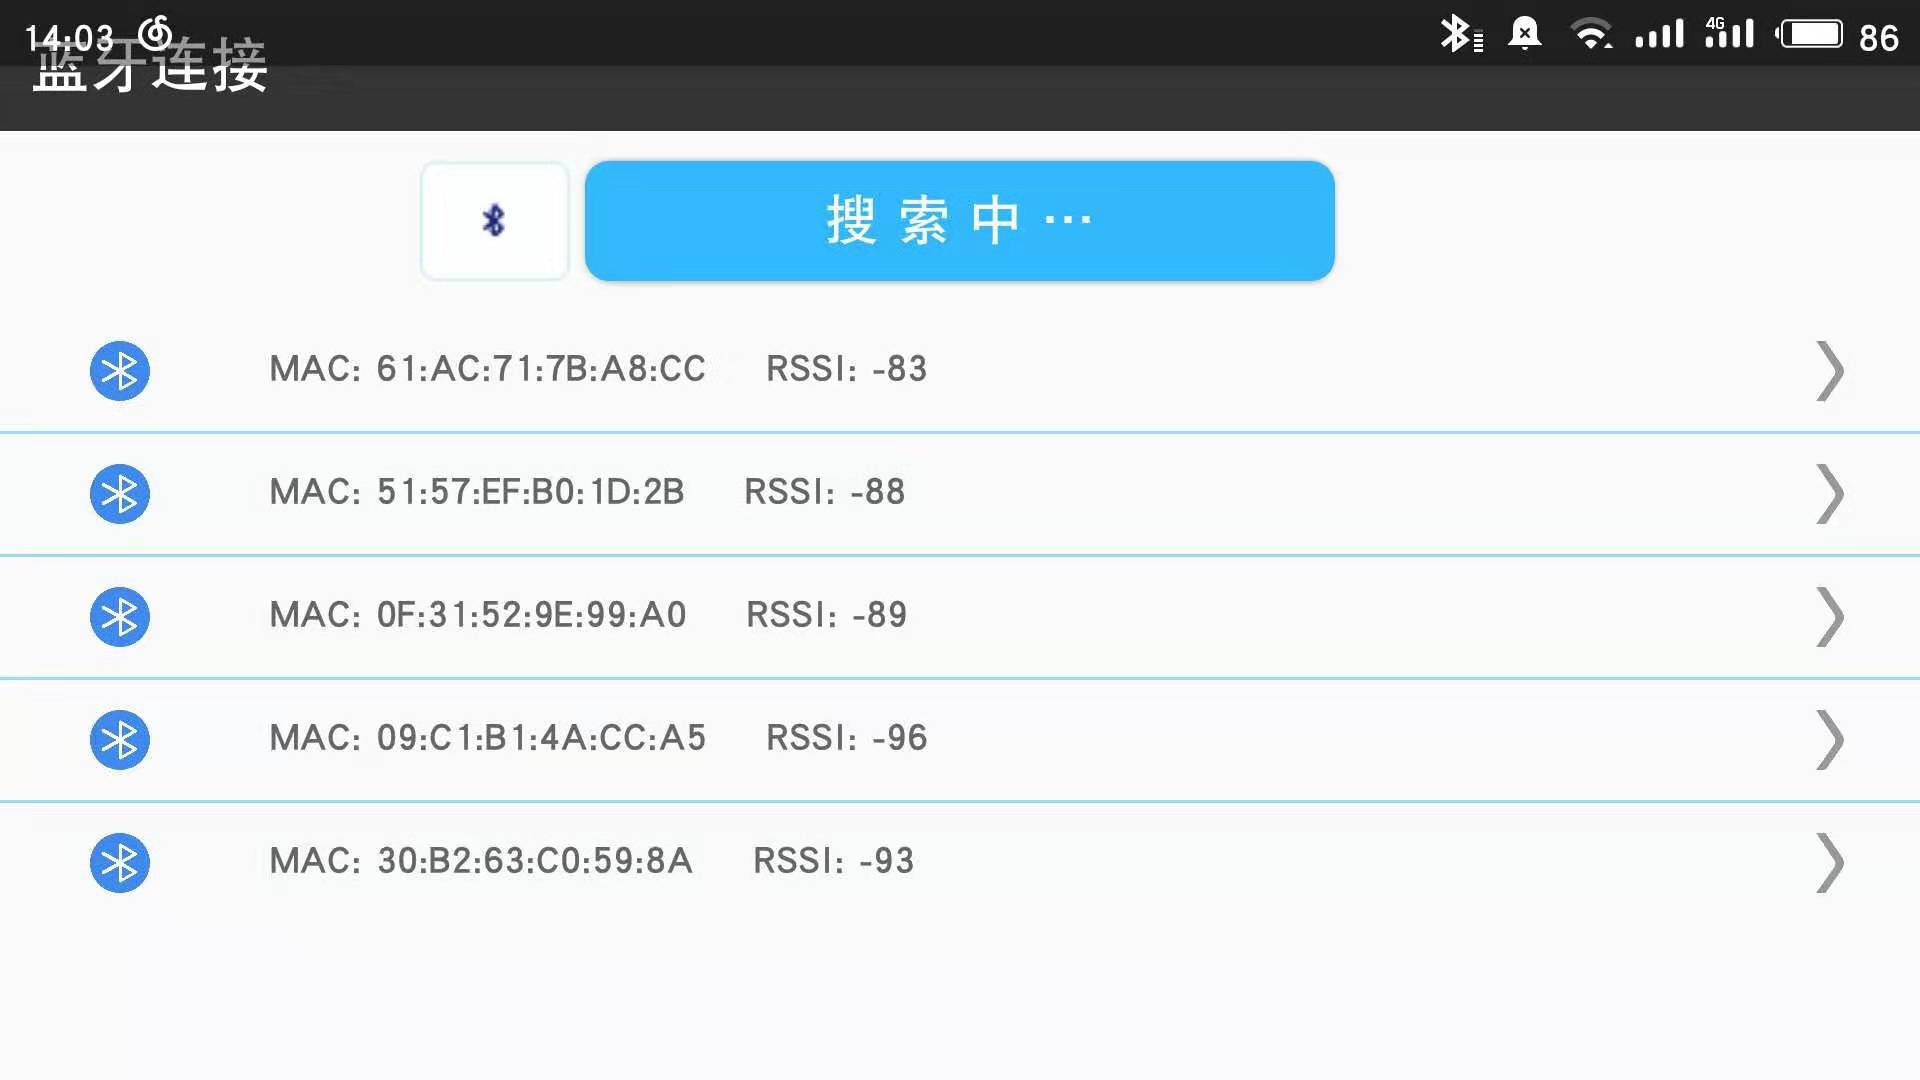 14:03
4G
86
蓝牙连接
搜索中…
MAC: 61:AC:71:7B:A8:CC RSSI: -83
MAC: 51:57:EF:B0:1D:2B RSSI: -88
MAC: 0F:31:52:9E:99:A0 RSSI: -89
MAC: 09:C1:B1:4A:CC:A5 RSSI: -96
MAC: 30:B2:63:C0:59:8A RSSI: -93